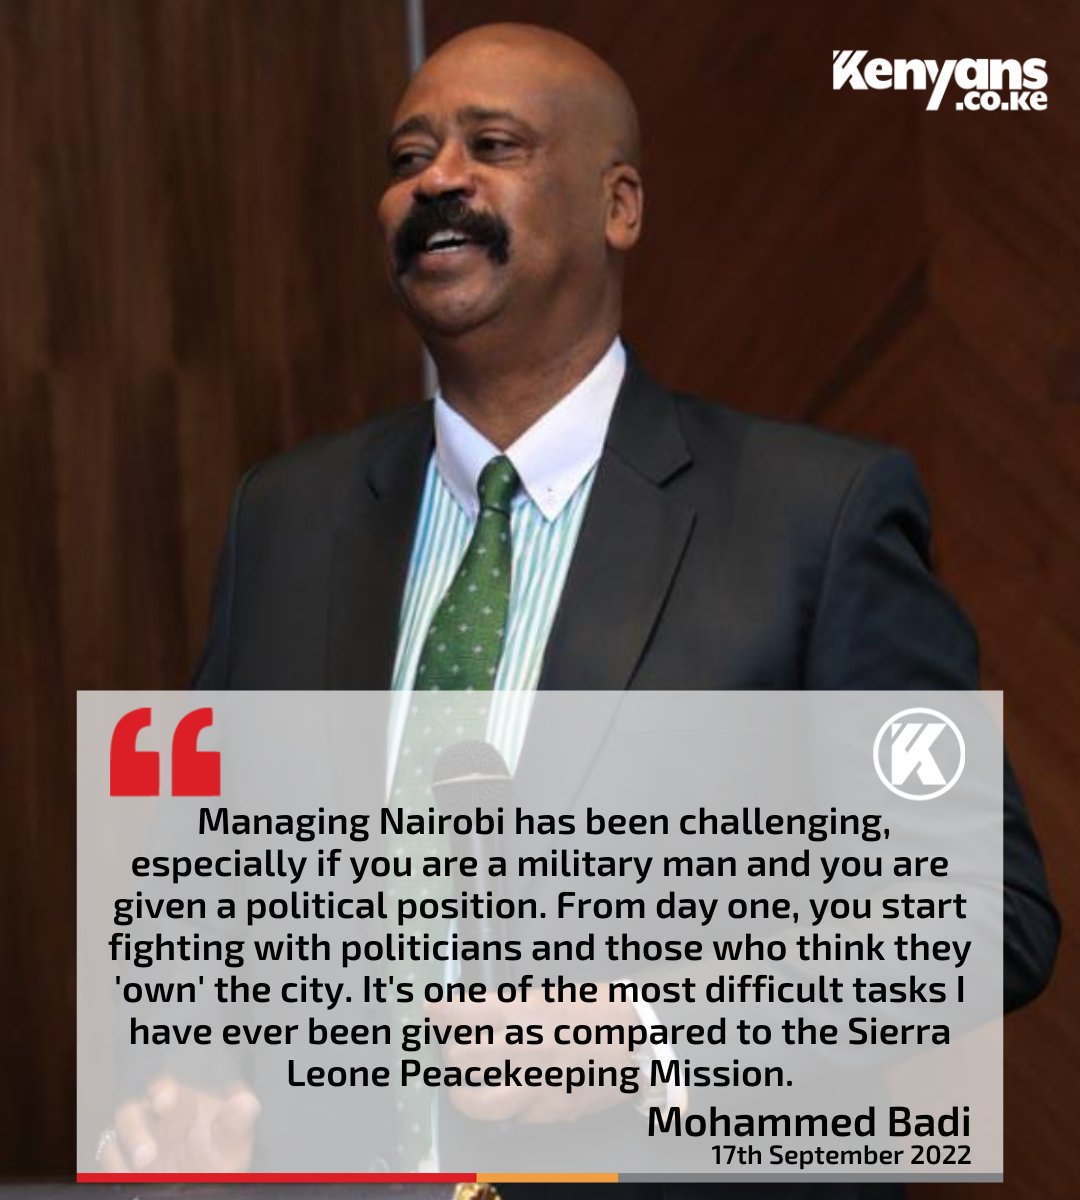 Kenyans
.co.ke
Managing Nairobi has been challenging,
especially if you are a military man and you are
given a political position. From day one, you start
fighting with politicians and those who think they
'own' the city. It's one of the most difficult tasks I
have ever been given as compared to the Sierra
Leone Peacekeeping Mission.
Mohammed Badi
17th September 2022